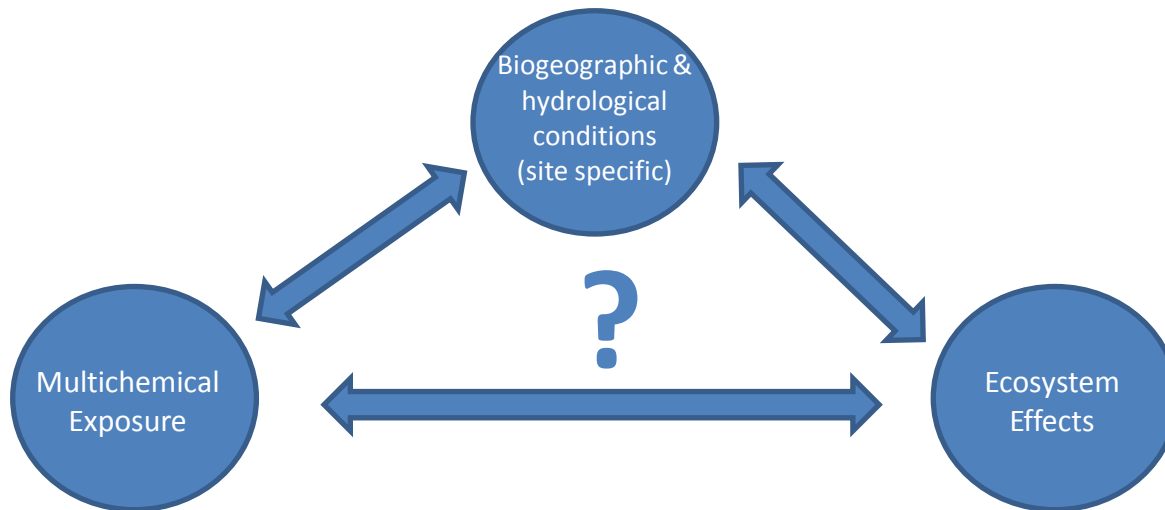 Biogeographic &
hydrological
conditions
(site specific)
?
Multichemical
Exposure
Ecosystem
Effects